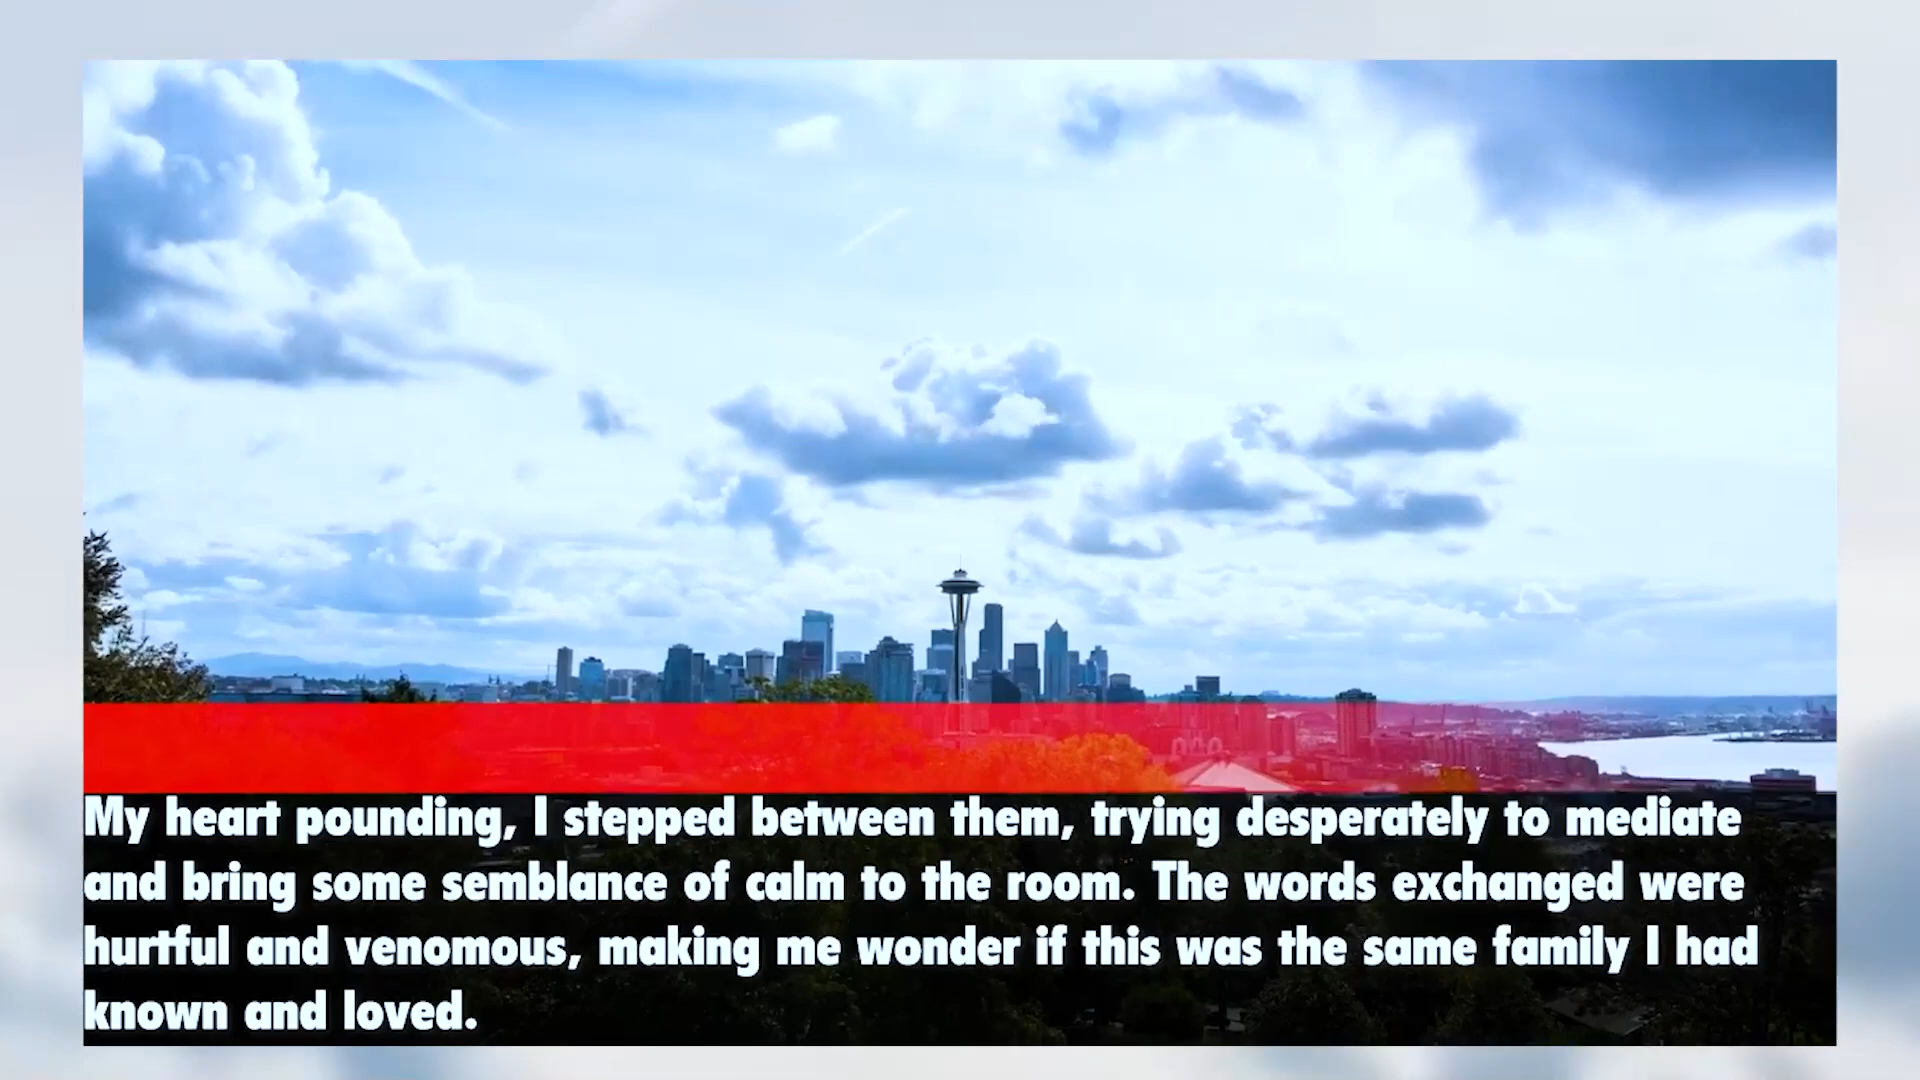 My heart pounding, I stepped between them, trying desperately to mediate
and bring some semblance of calm to the room. The words exchanged were
hurtful and venomous, making me wonder if this was the same family I had
known and loved.